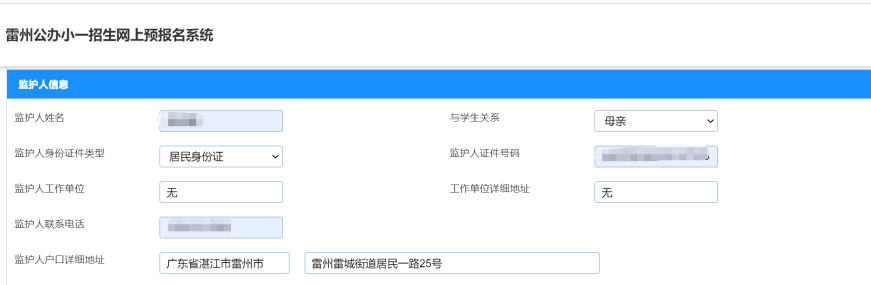 雷州公办小一招生网上预报名系统
监护人信息
监护人姓名
与学生关系 母亲
监护人身份证件类型 居民身份证
监护人证件号码
监护人工作单位 无
工作单位详细地址 无
监护人联系电话
监护人户口详细地址 广东省湛江市雷州市 雷州雷城街道居民一路25号